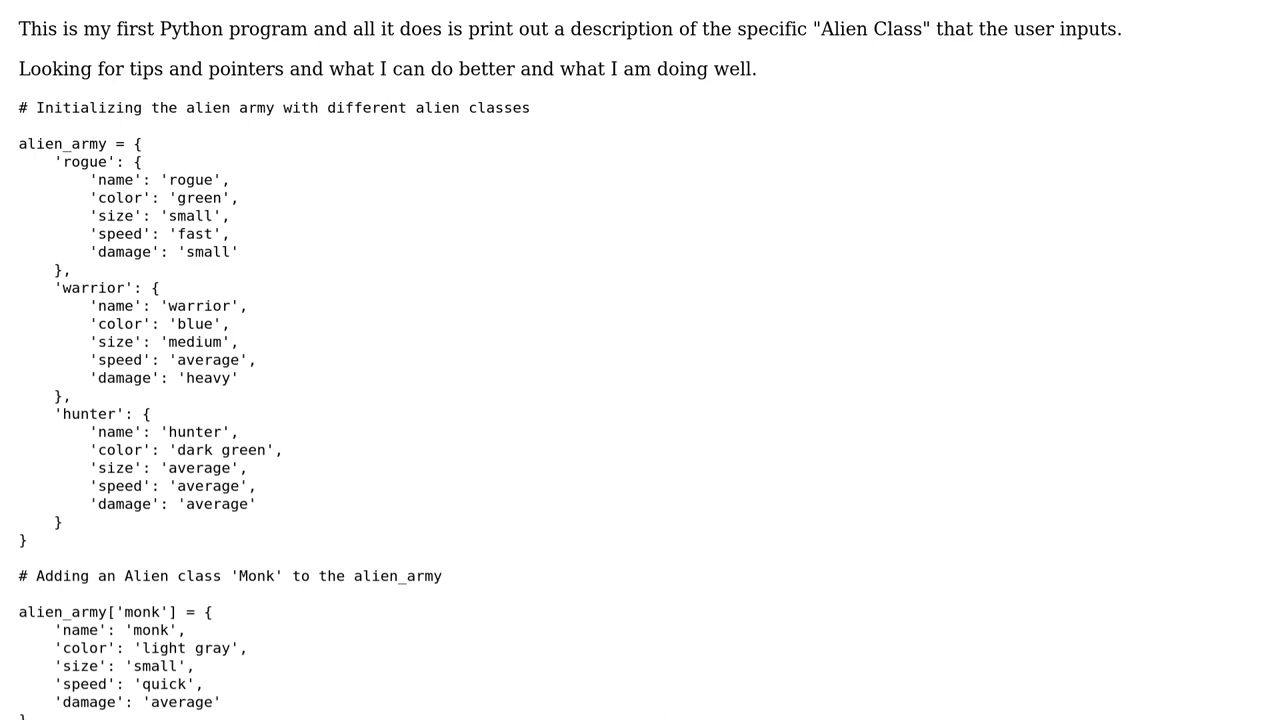 This is my first Python program and all it does is print out a description of the specific "Alien Class" that the user inputs.
Looking for tips and pointers and what I can do better and what I am doing well.
# Initializing the alien army with different alien classes
alien_army = {
    'rogue': {
        'name': 'rogue',
        'color': 'green',
        'size': 'small',
        'speed': 'fast',
        'damage': 'small'
    },
    'warrior': {
        'name': 'warrior',
        'color': 'blue',
        'size': 'medium',
        'speed': 'average',
        'damage': 'heavy'
    },
    'hunter': {
        'name': 'hunter',
        'color': 'dark green',
        'size': 'average',
        'speed': 'average',
        'damage': 'average'
    }
}
# Adding an Alien class 'Monk' to the alien_army
alien_army['monk'] = {
    'name': 'monk',
    'color': 'light gray',
    'size': 'small',
    'speed': 'quick',
    'damage': 'average'
}